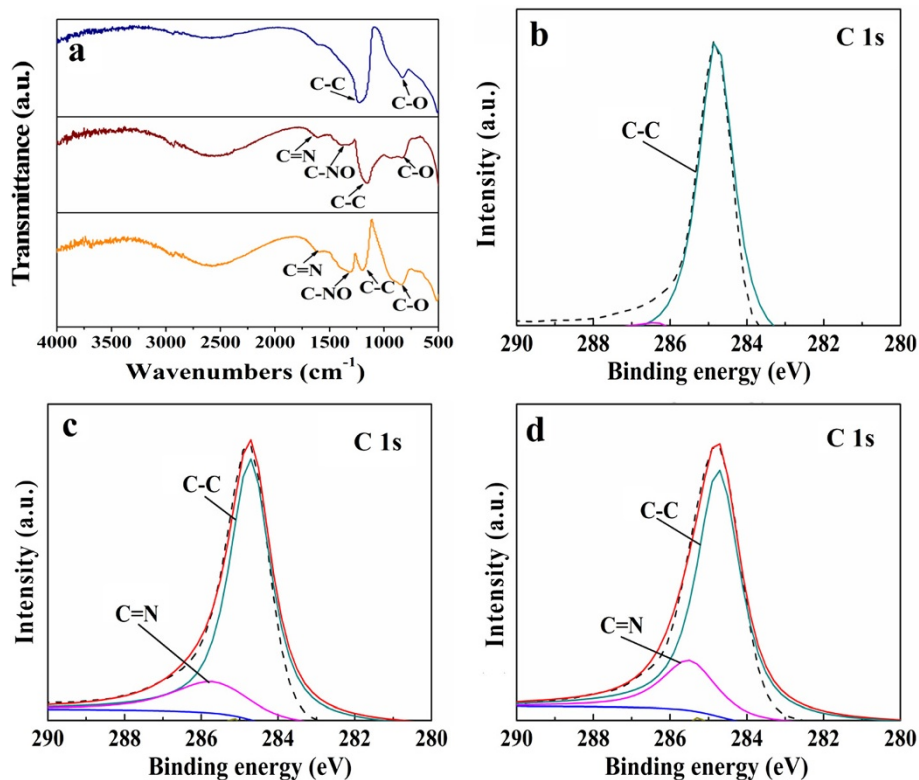 a
C-C
C-O
C=N
C-NO
C-C
C-O
C=N
C-NO
C-C
C-O
Transmittance (a.u.)
4000 3500 3000 2500 2000 1500 1000 500
Wavenumbers (cm⁻¹)
b
C 1s
C-C
Intensity (a.u.)
290 288 286 284 282 280
Binding energy (eV)
c
C 1s
C-C
C=N
Intensity (a.u.)
290 288 286 284 282 280
Binding energy (eV)
d
C 1s
C-C
C=N
Intensity (a.u.)
290 288 286 284 282 280
Binding energy (eV)